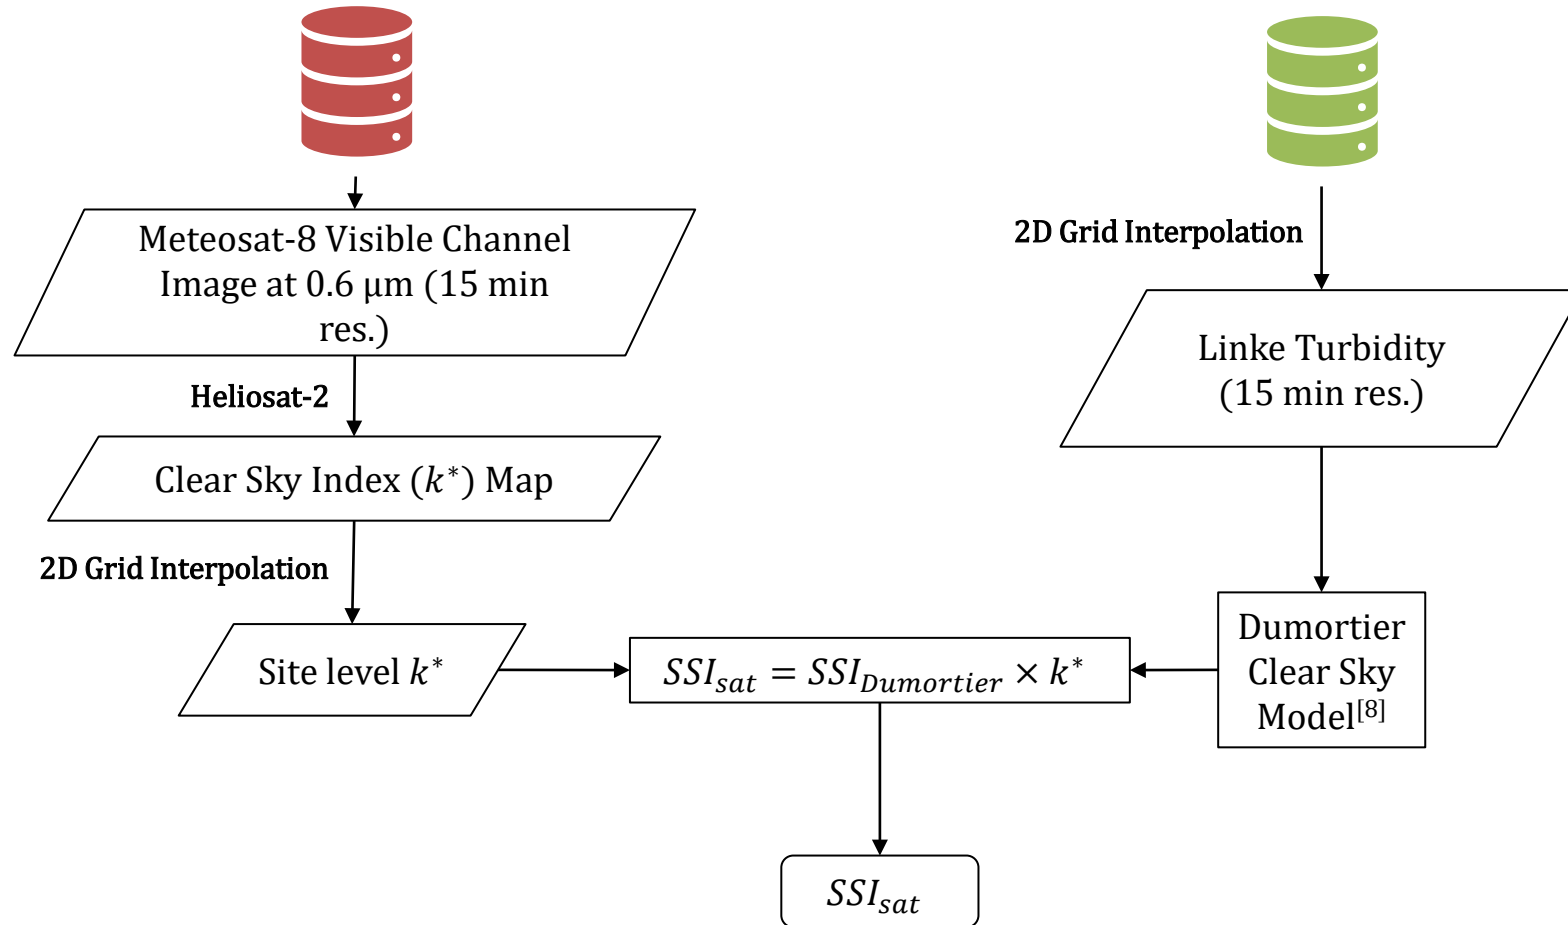 Meteosat-8 Visible Channel
Image at 0.6 μm (15 min
res.)
Heliosat-2
Clear Sky Index (k*) Map
2D Grid Interpolation
Site level k*
2D Grid Interpolation
Linke Turbidity
(15 min res.)
Dumortier
Clear Sky
Model[8]
SSI_sat = SSI_Dumortier × k*
SSI_sat